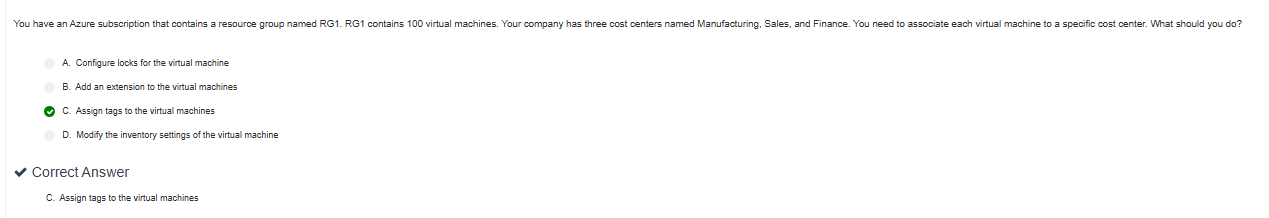 You have an Azure subscription that contains a resource group named RG1. RG1 contains 100 virtual machines. Your company has three cost centers named Manufacturing, Sales, and Finance. You need to associate each virtual machine to a specific cost center. What should you do?
A. Configure locks for the virtual machine
B. Add an extension to the virtual machines
C. Assign tags to the virtual machines
D. Modify the inventory settings of the virtual machine
Correct Answer
C. Assign tags to the virtual machines